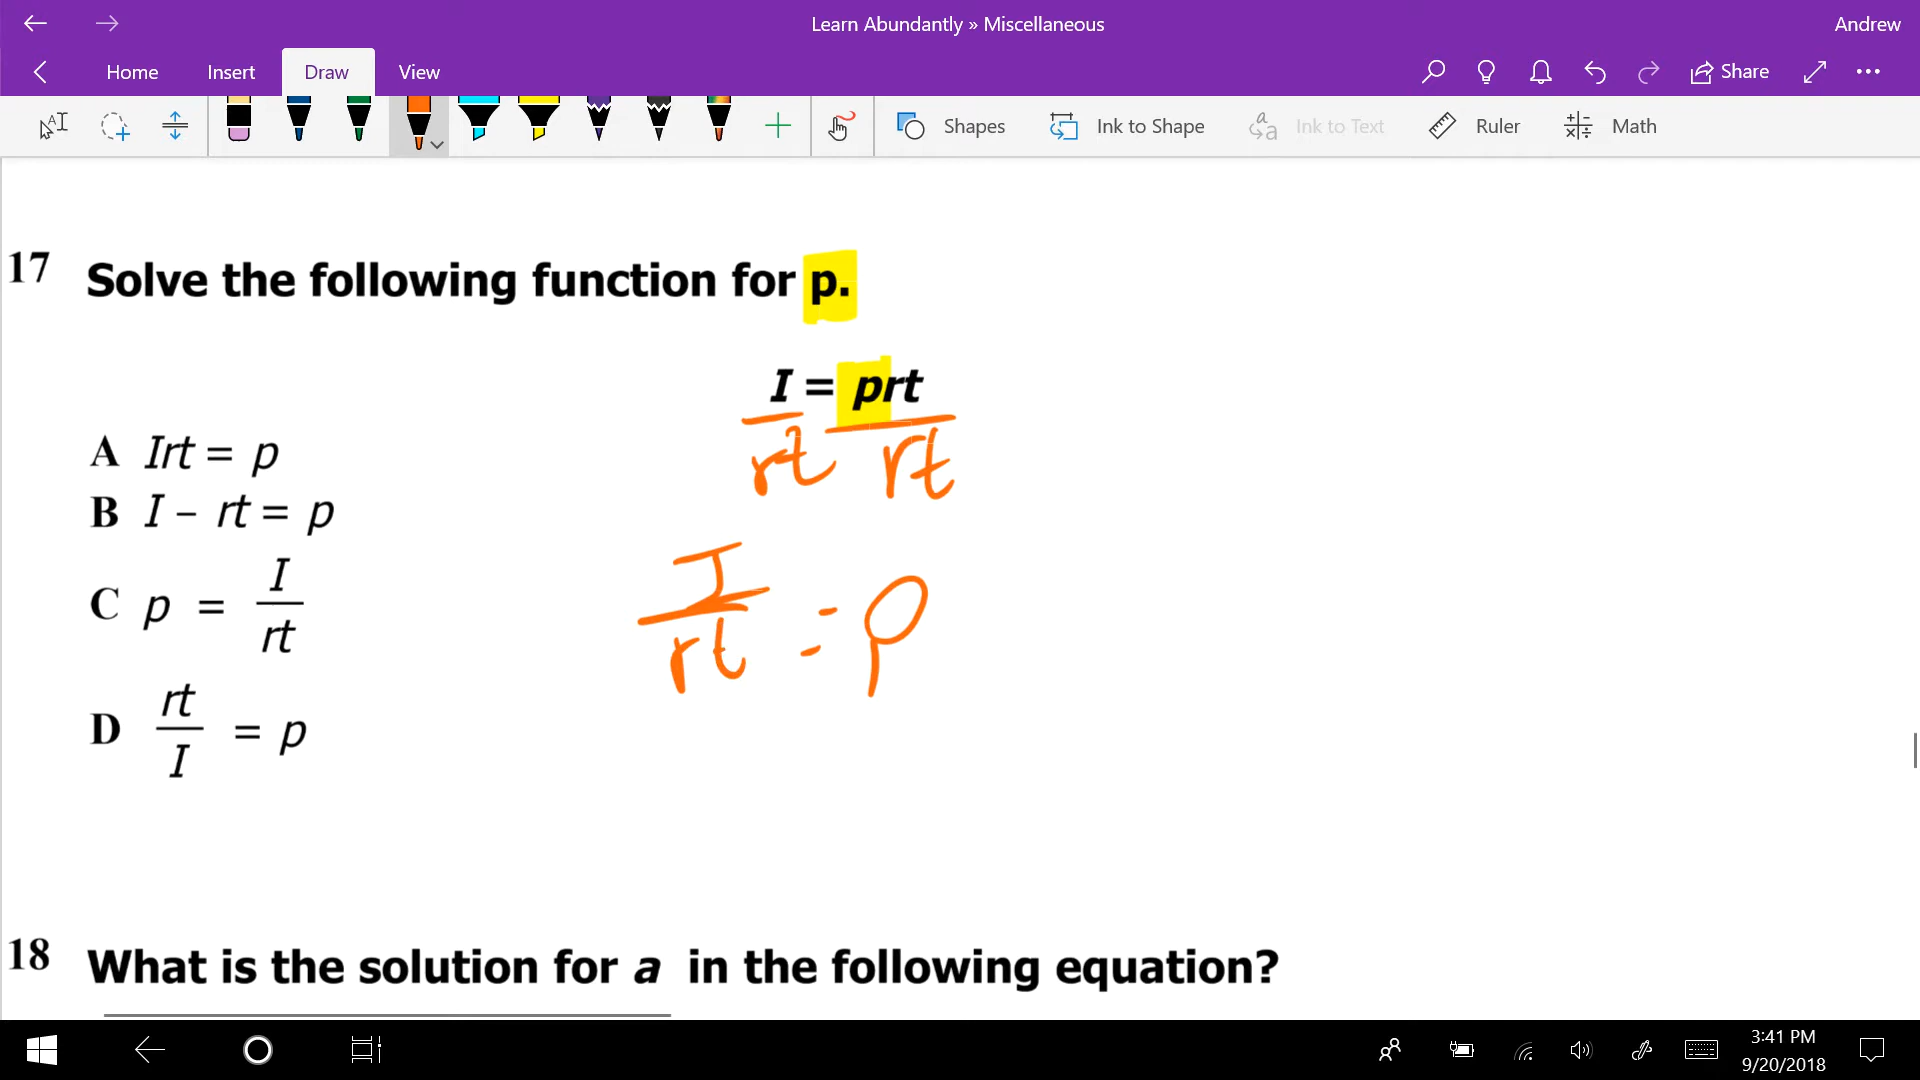 Learn Abundantly » Miscellaneous
Andrew
Home Insert Draw View
Share
Shapes Ink to Shape Ink to Text Ruler Math
17 Solve the following function for p.
I = prt
rt rt
A Irt = p
B I – rt = p
C p = I
rt
D rt
I = p
I
rt = p
18 What is the solution for a in the following equation?
3:41 PM
9/20/2018